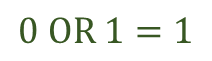 0 OR 1 = 1